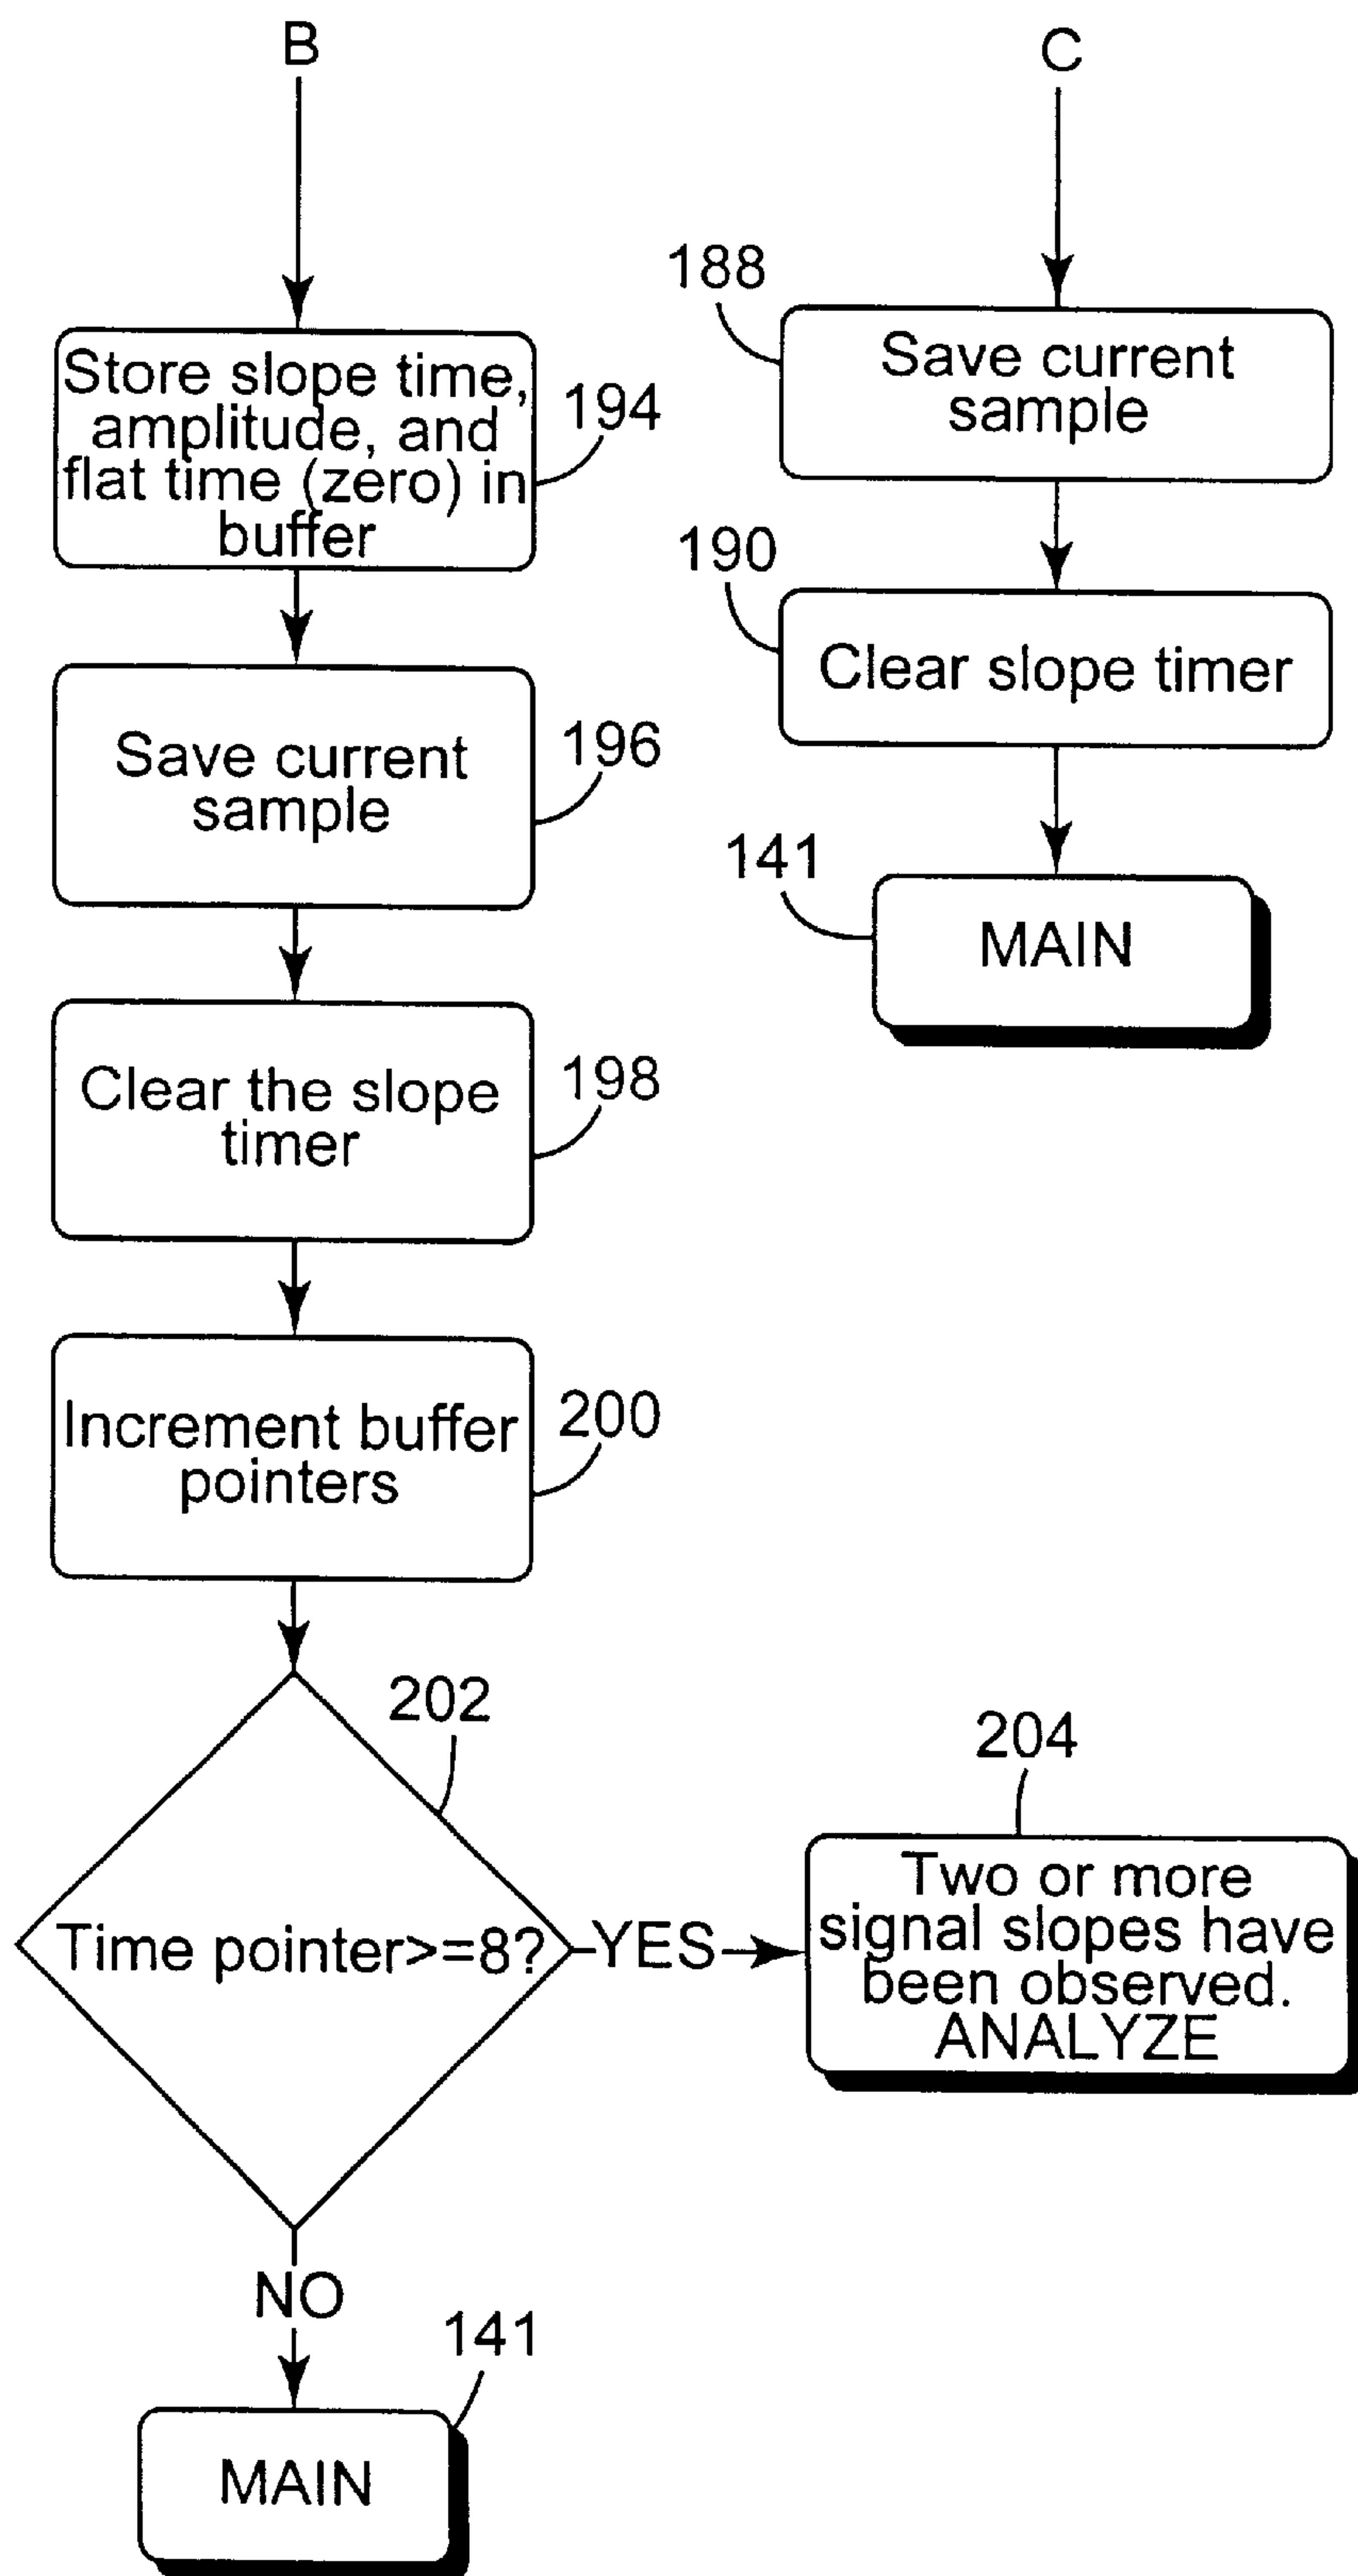 B
Store slope time,
amplitude, and
flat time (zero) in
buffer
194
Save current
sample
196
Clear the slope
timer
198
Increment buffer
pointers
200
202
Time pointer>=8?
YES
204
Two or more
signal slopes have
been observed.
ANALYZE
NO
141
MAIN
C
188
Save current
sample
190
Clear slope timer
141
MAIN